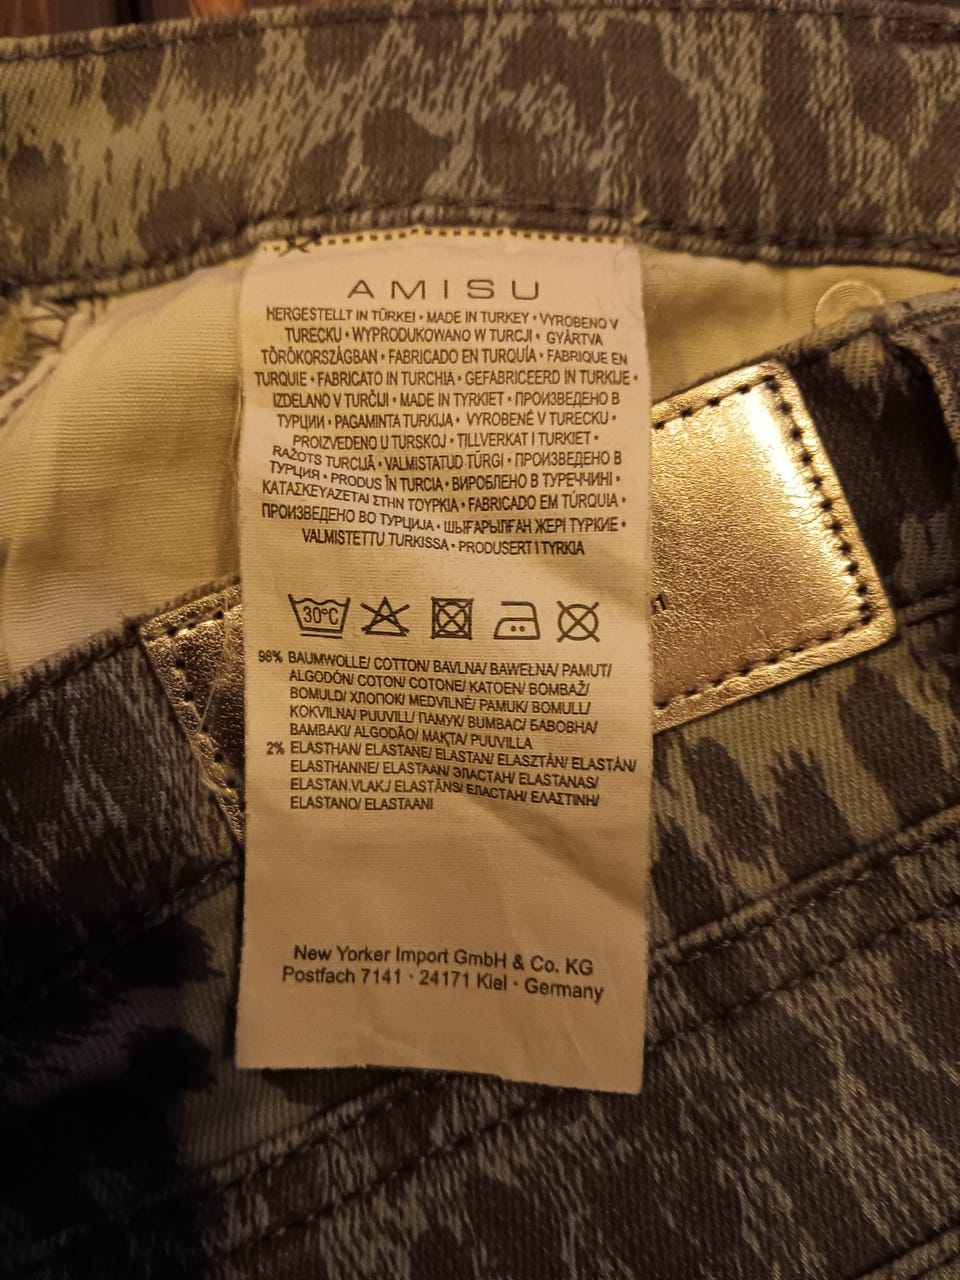 AMISU
HERGESTELLT IN TÜRKEI • MADE IN TURKEY • VYROBENO V
TURECKU • WYPRODUKOWANO W TURCJI • GYÁRTVA
TÖRÖKORSZÁGBAN • FABRICADO EN TURQUÍA • FABRIQUE EN
TURQUIE • FABRICATO IN TURCHIA • GEFABRICEERD IN TURKIJE •
IZDELANO V TURČIJI • MADE IN TYRKIET • ПРОИЗВЕДЕНО В
ТУРЦИИ • PAGAMINTA TURKIJA • VYROBENÉ V TURECKU •
PROIZVEDENO U TURSKOJ • TILLVERKAT I TURKIET •
RAŽOTS TURCIJĀ • VALMISTATUD TÜRGI • ПРОИЗВЕДЕНО В
ТУРЦИЯ • PRODUS ÎN TURCIA • ВИРОБЛЕНО В ТУРЕЧЧИНІ •
ΚΑΤΑΣΚΕΥΑΖΕΤΑΙ ΣΤΗΝ ΤΟΥΡΚΙΑ • FABRICADO EM TÚRQUIA •
ПРОИЗВЕДЕНО ВО ТУРЦИЈА • ШЫҒАРЫЛҒАН ЖЕРІ ТУРКИЕ •
VALMISTETTU TURKISSA • PRODUSERT I TYRKIA
30°C
98% BAUMWOLLE/ COTTON/ BAVLNA/ BAWEŁNA/ PAMUT/
ALGODÓN/ COTON/ COTONE/ KATOEN/ BOMBAŽ/
BOMULD/ ХЛОПОК/ MEDVILNĖ/ PAMUK/ BOMULL/
KOKVILNA/ PUUVILL/ ПАМУК/ BUMBAC/ БАВОВНА/
BAMBAKI/ ALGODÃO/ МАҚТА/ PUUVILLA
2% ELASTHAN/ ELASTANE/ ELASTAN/ ELASZTÁN/ ELASTÁN/
ELASTHANNE/ ELASTAAN/ ЭЛАСТАН/ ELASTANAS/
ELASTAN.VLAK./ ELASTĀNS/ ЕЛАСТАН/ ΕΛΑΣΤΙΝΗ/
ELASTANO/ ELASTAANI
New Yorker Import GmbH & Co. KG
Postfach 7141 · 24171 Kiel · Germany